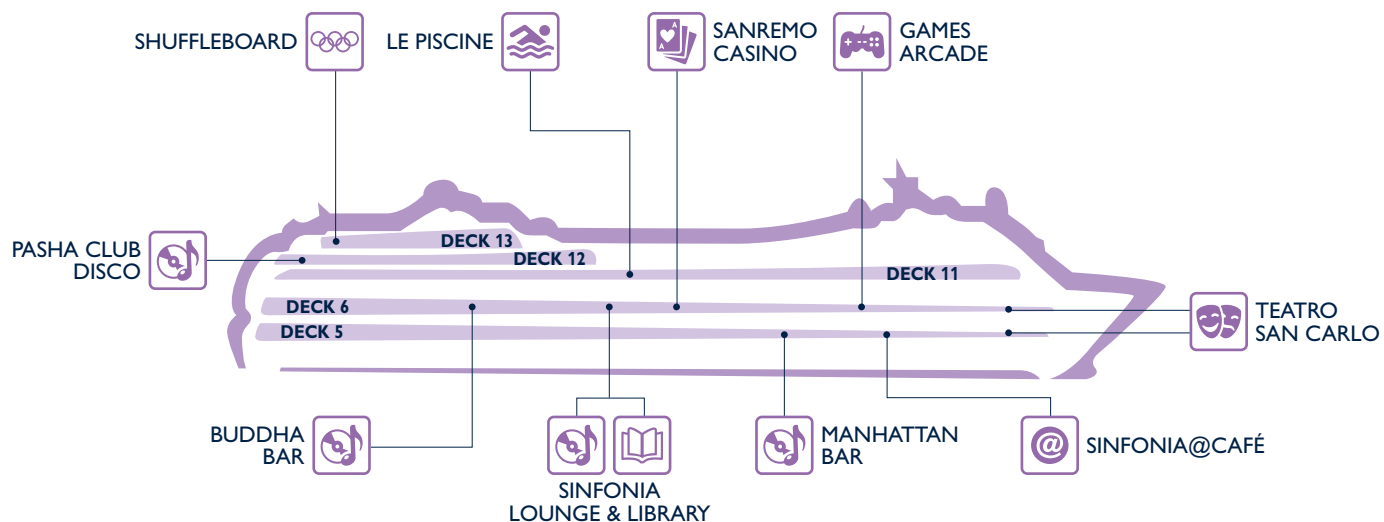 SHUFFLEBOARD
LE PISCINE
SANREMO
CASINO
GAMES
ARCADE
PASHA CLUB
DISCO
DECK 13
DECK 12
DECK 11
DECK 6
DECK 5
TEATRO
SAN CARLO
BUDDHA
BAR
SINFONIA
LOUNGE & LIBRARY
MANHATTAN
BAR
@
SINFONIA@CAFÉ
A
A